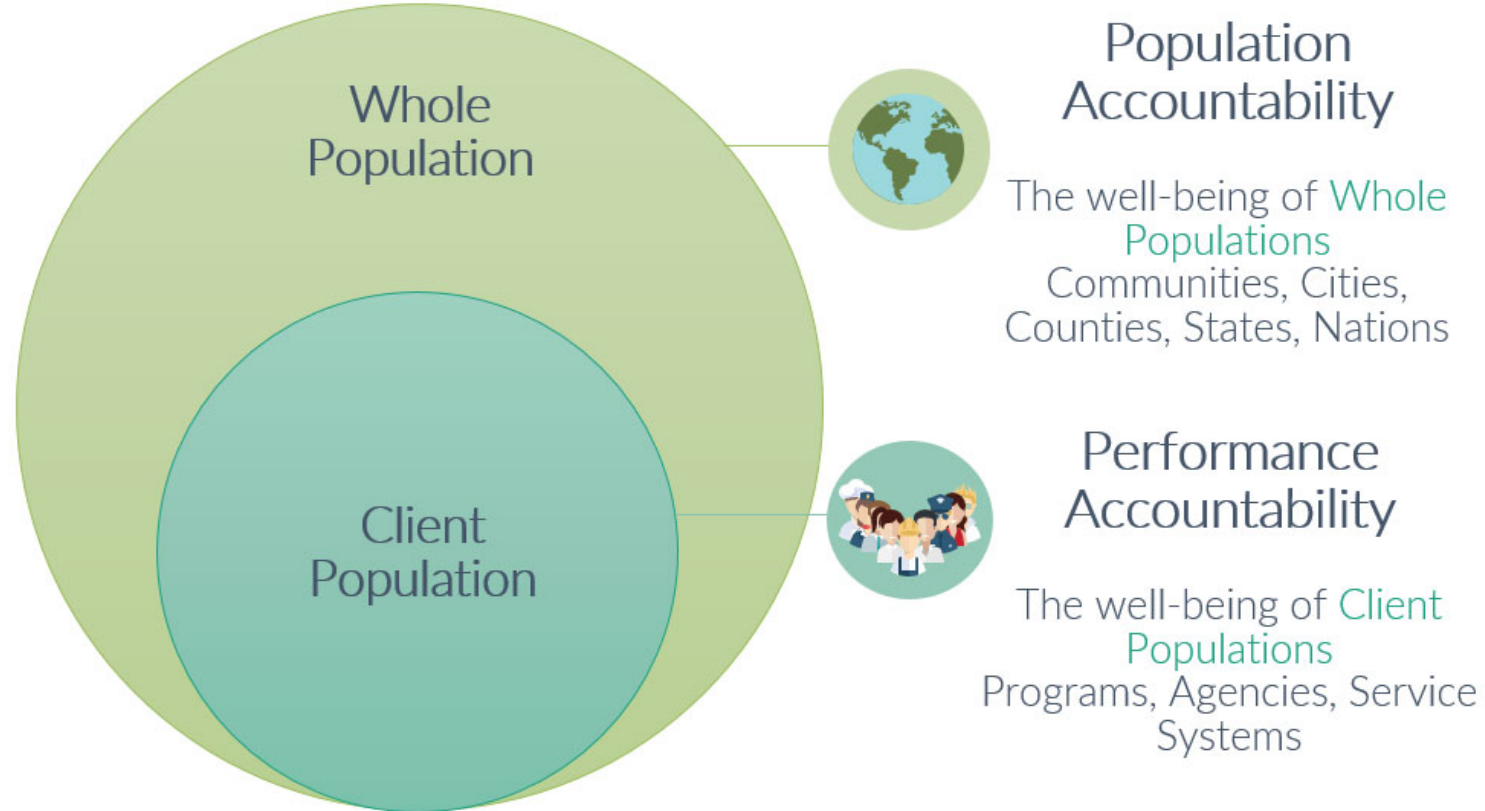 Whole
Population
Client
Population
Population
Accountability
The well-being of Whole
Populations
Communities, Cities,
Counties, States, Nations
Performance
Accountability
The well-being of Client
Populations
Programs, Agencies, Service
Systems